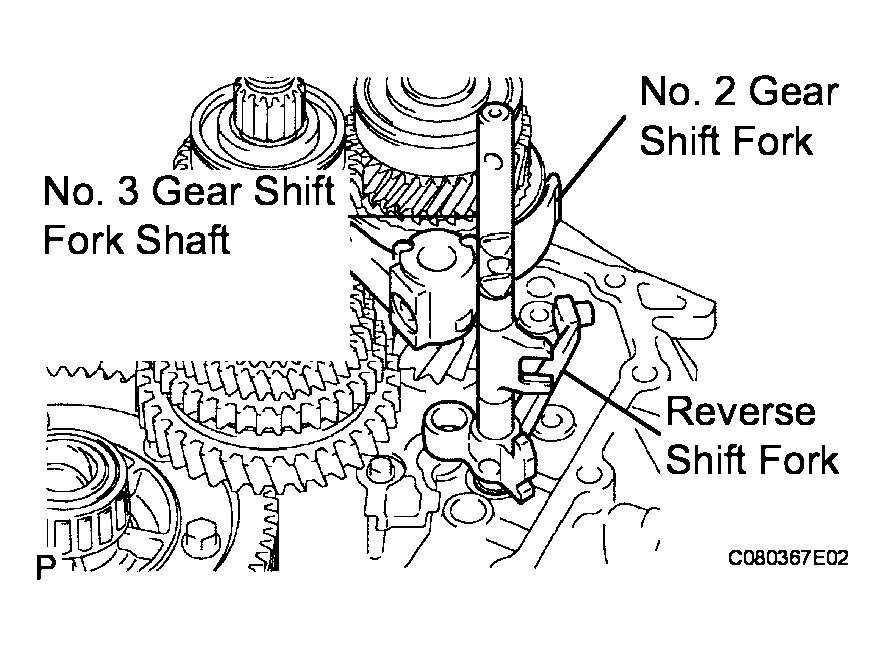 No. 2 Gear
Shift Fork
No. 3 Gear Shift
Fork Shaft
Reverse
Shift Fork
P
C080367E02